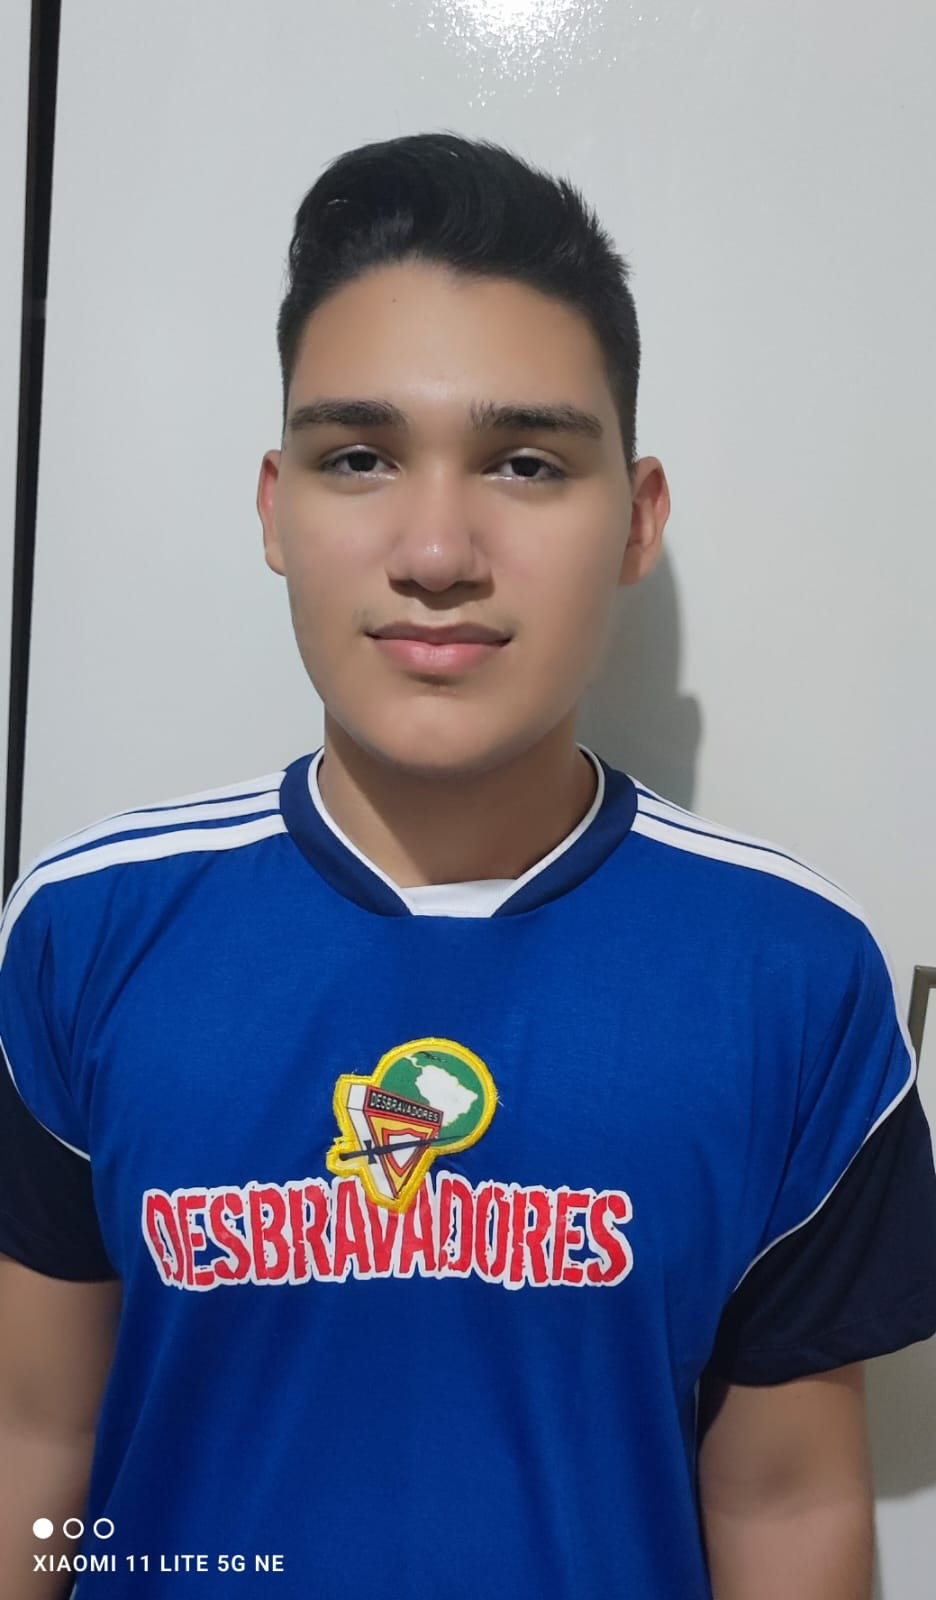 DESBRAVADORES
DESBRAVADORES
XIAOMI 11 LITE 5G NE